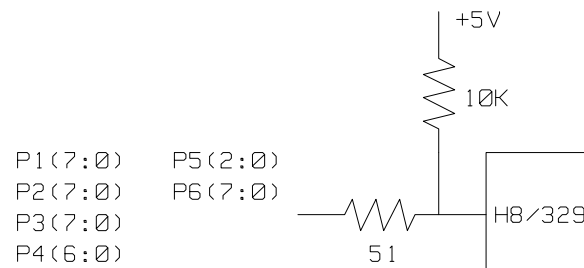 +5V
10K
P1(7:0) P5(2:0)
P2(7:0) P6(7:0)
P3(7:0)
P4(6:0)
51
H8/329